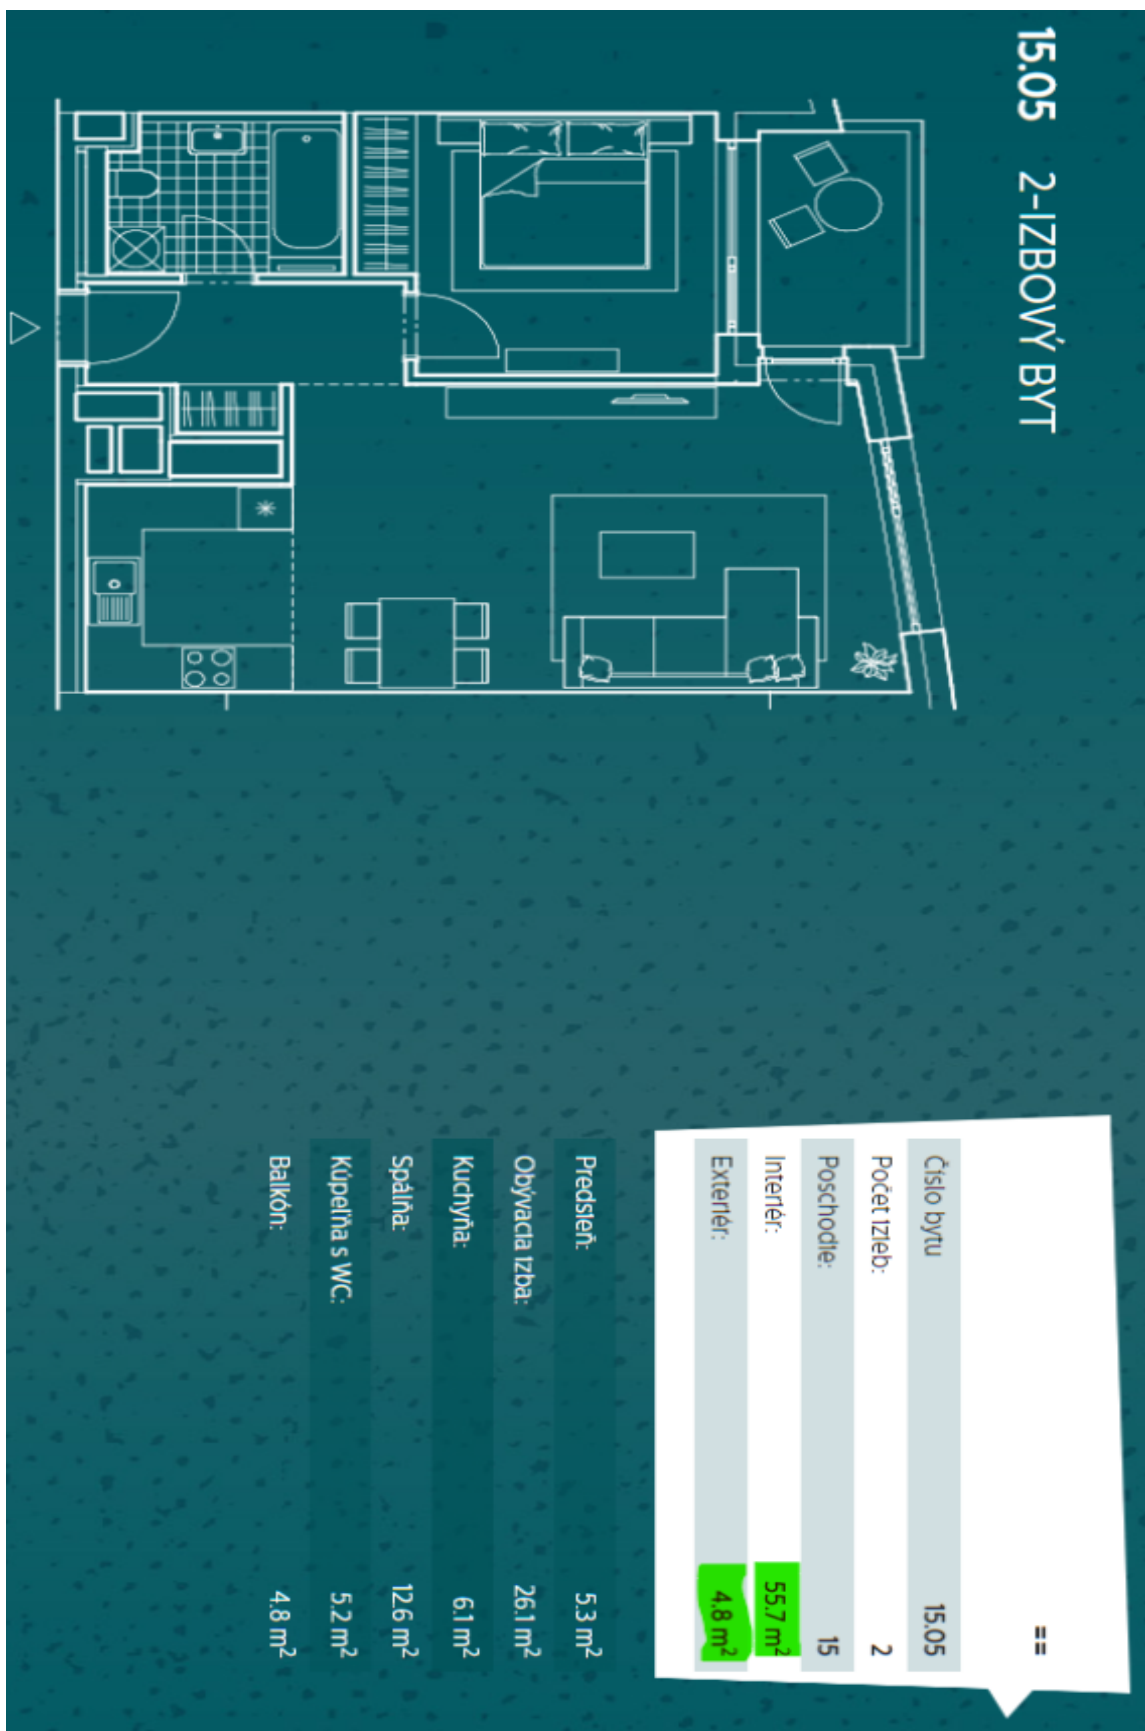 15.05 2-IZBOVÝ BYT
==
Číslo bytu 15.05
Počet izieb: 2
Poschodie: 15
Interiér: 55.7 m²
Exteriér: 4.8 m²
Predsieň: 5.3 m²
Obývacia izba: 26.1 m²
Kuchyňa: 6.1 m²
Spálňa: 12.6 m²
Kúpeľňa s WC: 5.2 m²
Balkón: 4.8 m²